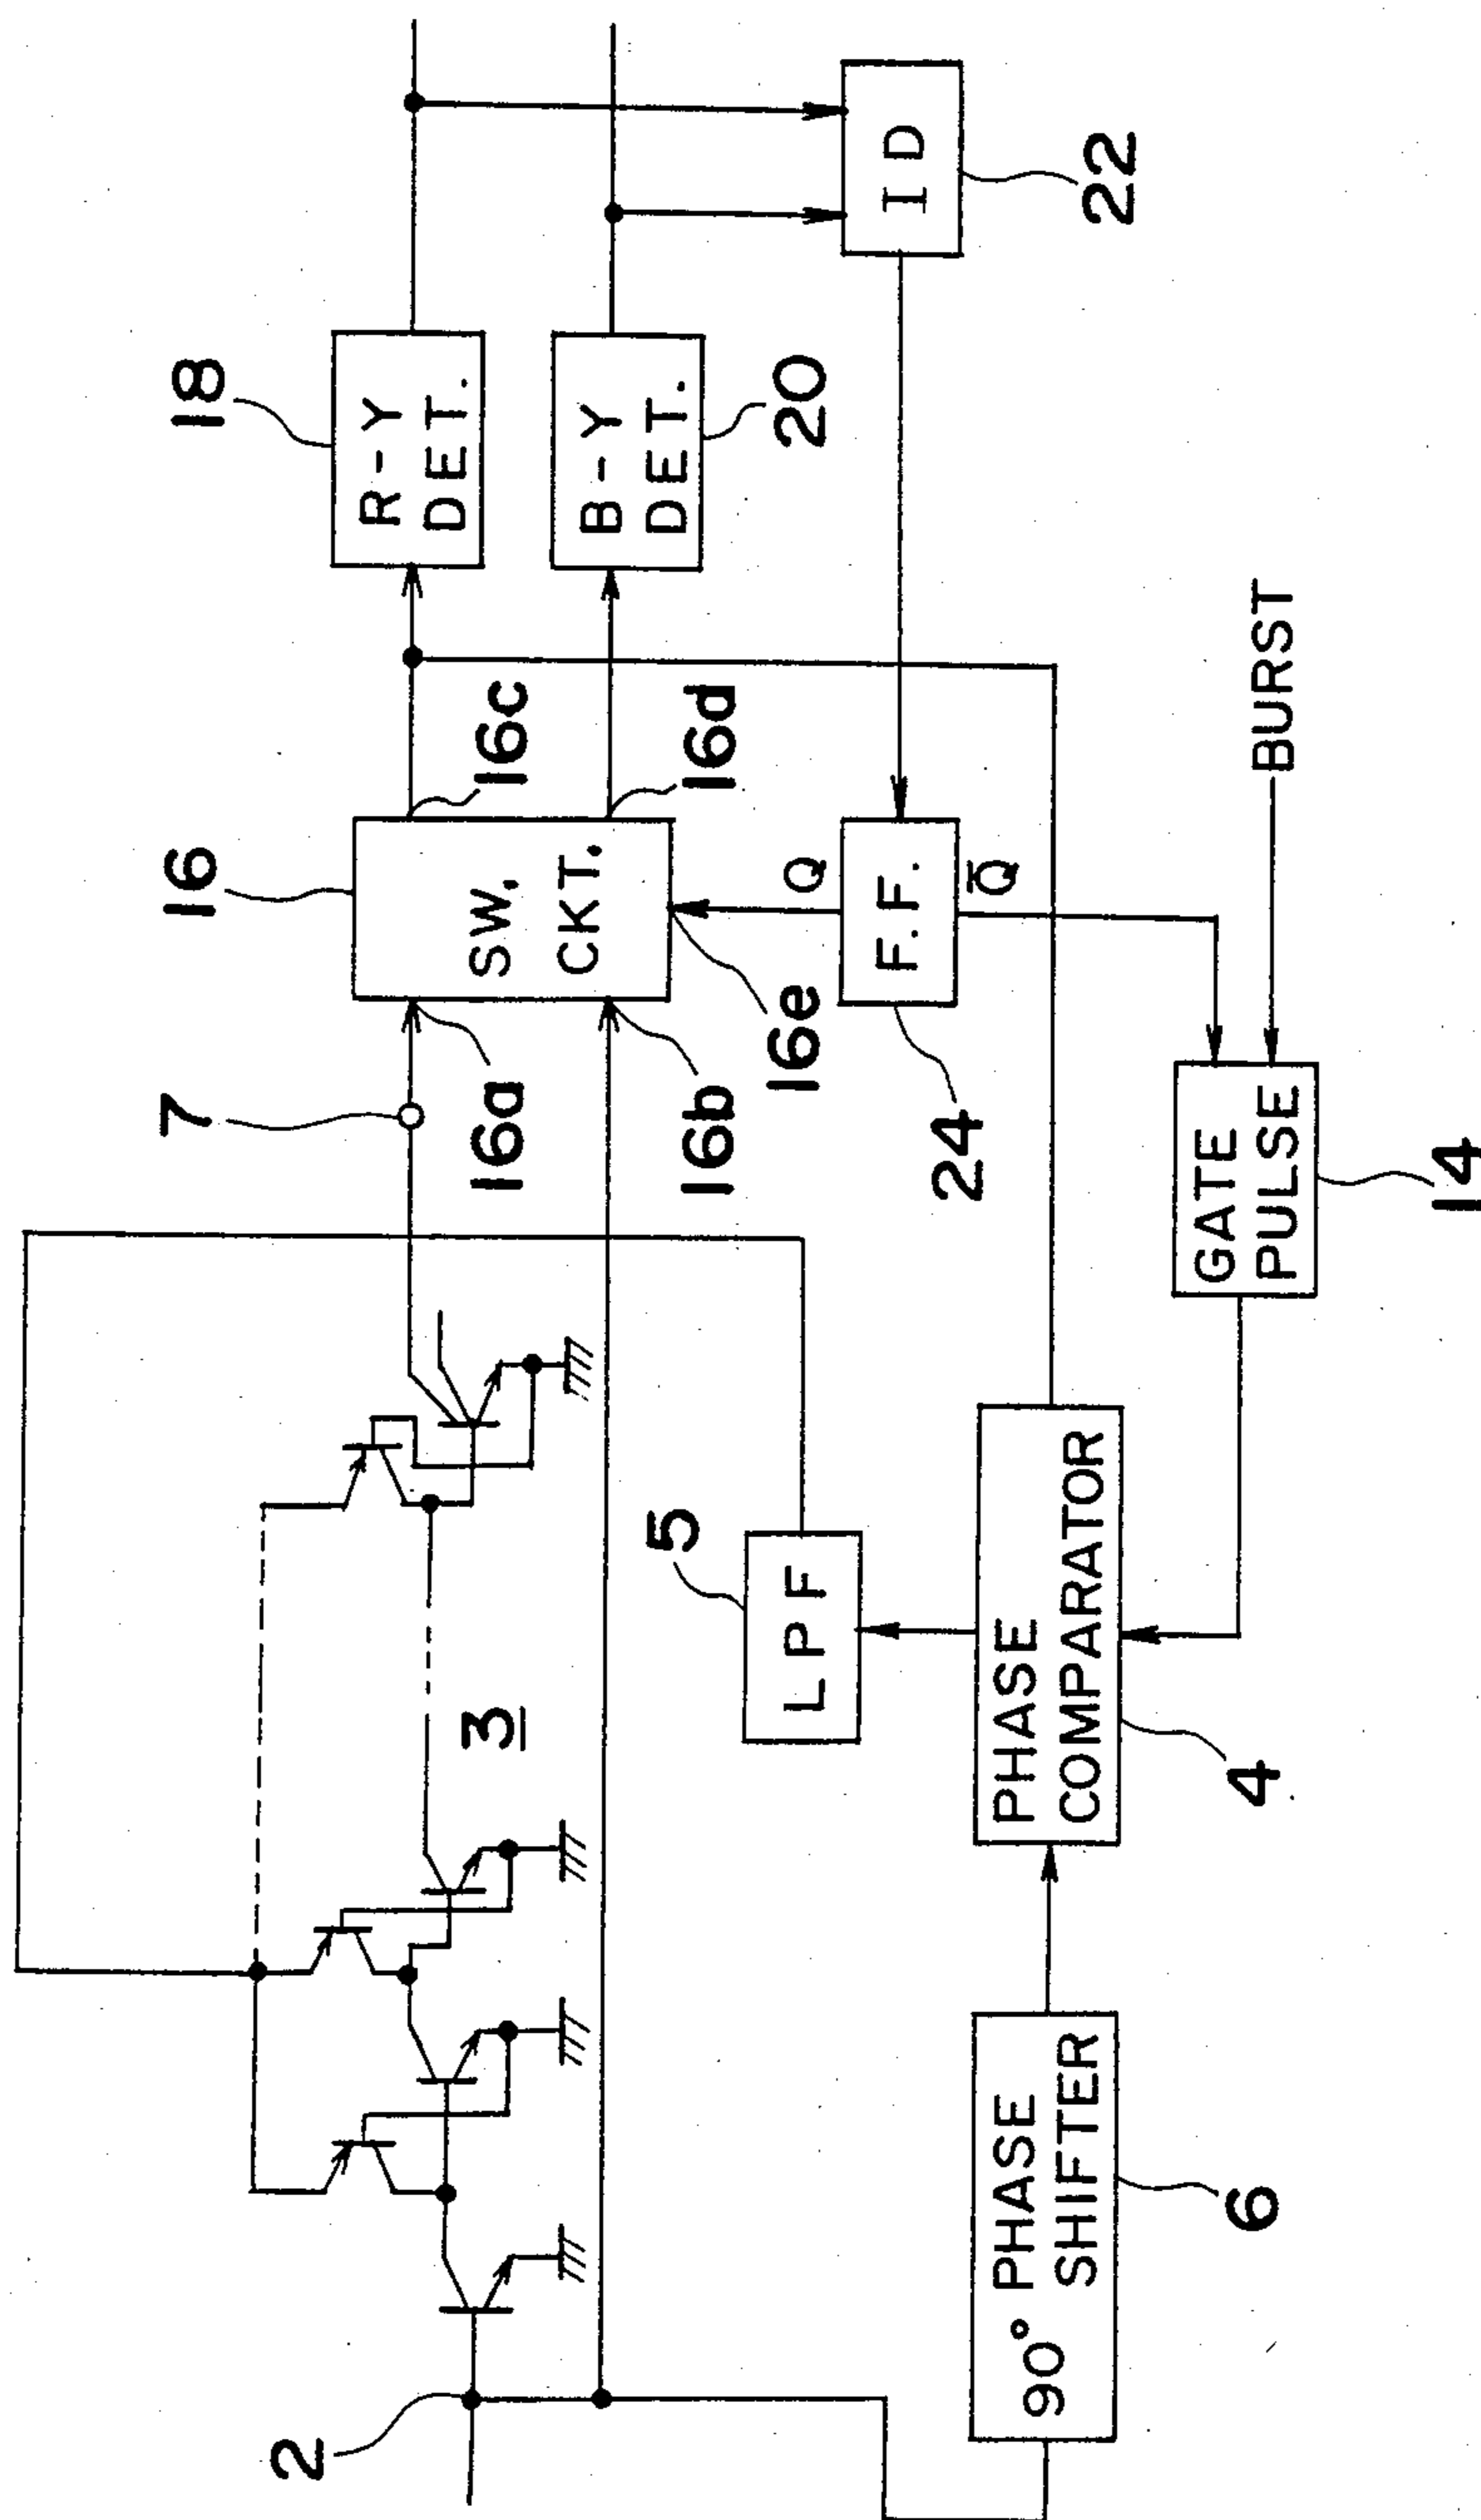 18
R-Y
DET.
16
7
16c
SW.
CKT.
16a
16d
B-Y
DET.
20
16b
16e
Q
I D
22
F.F.
Q̄
24
3
5
LPF
BURST
GATE
PULSE
14
2
90° PHASE
SHIFTER
6
PHASE
COMPARATOR
4